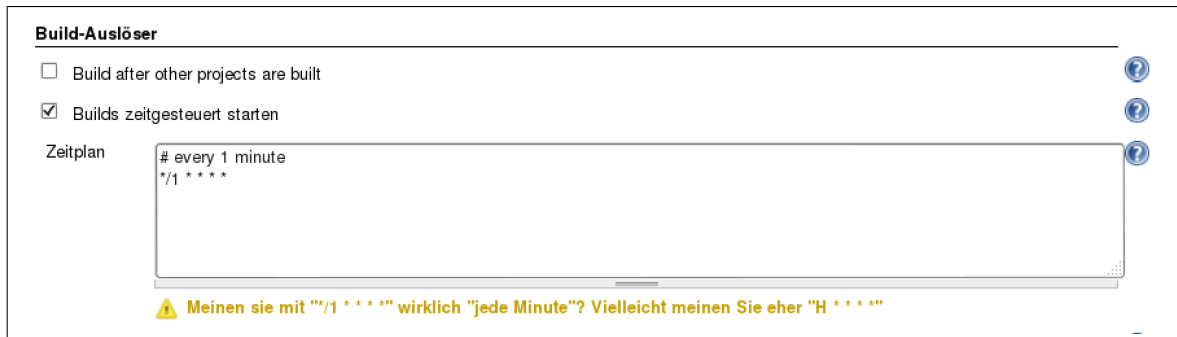 Build-Auslöser
Build after other projects are built
Builds zeitgesteuert starten
Zeitplan
# every 1 minute
*/1 * * * *
Meinen sie mit "*/1 * * * *" wirklich "jede Minute"? Vielleicht meinen Sie eher "H * * * *"